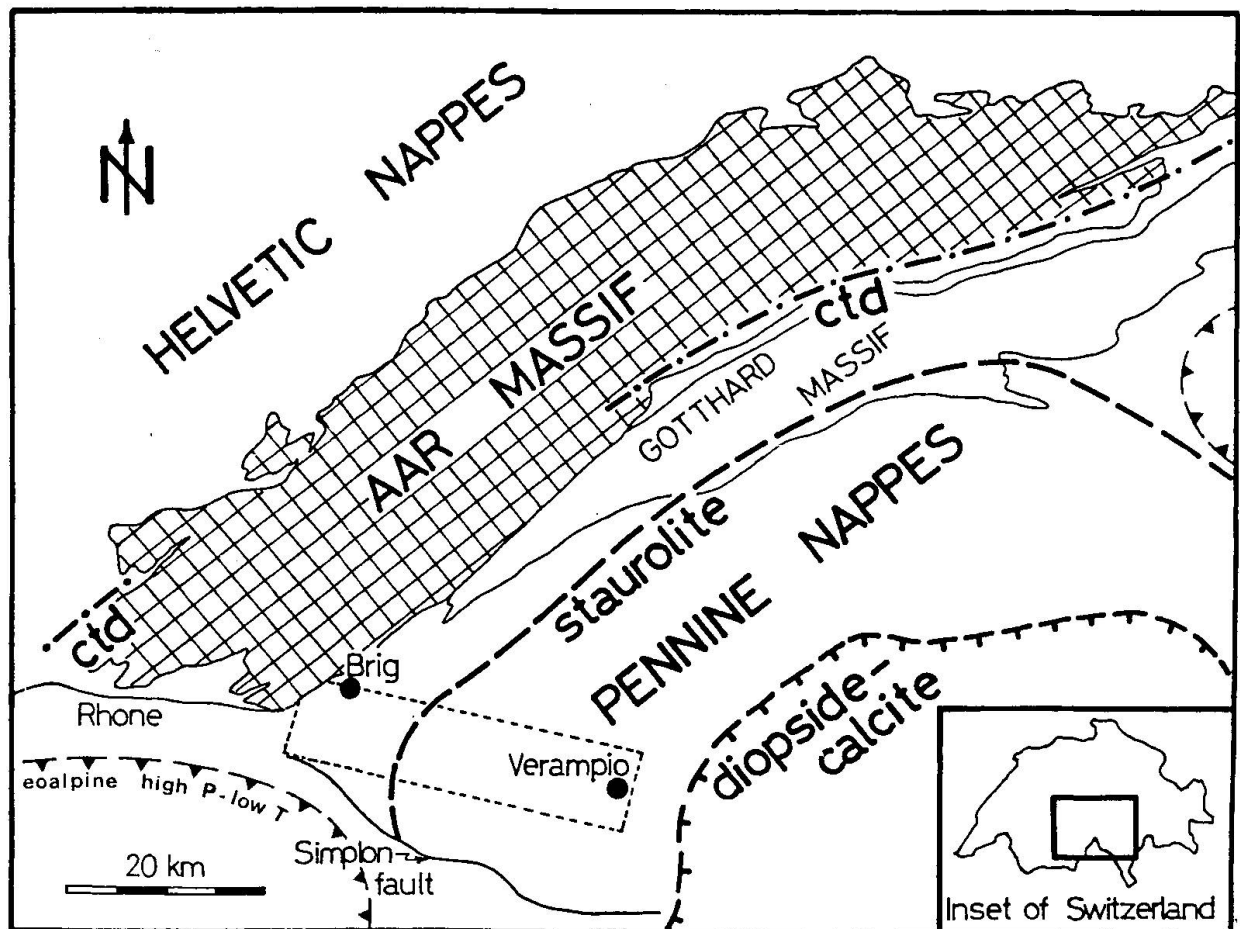 HELVETIC NAPPES
N
AAR MASSIF
ctd
GOTTHARD MASSIF
staurolite
PENNINE NAPPES
ctd
Brig
diopside-
calcite
Rhone
Verampio
eoalpine high P-low T
Simplon-
fault
20 km
Inset of Switzerland